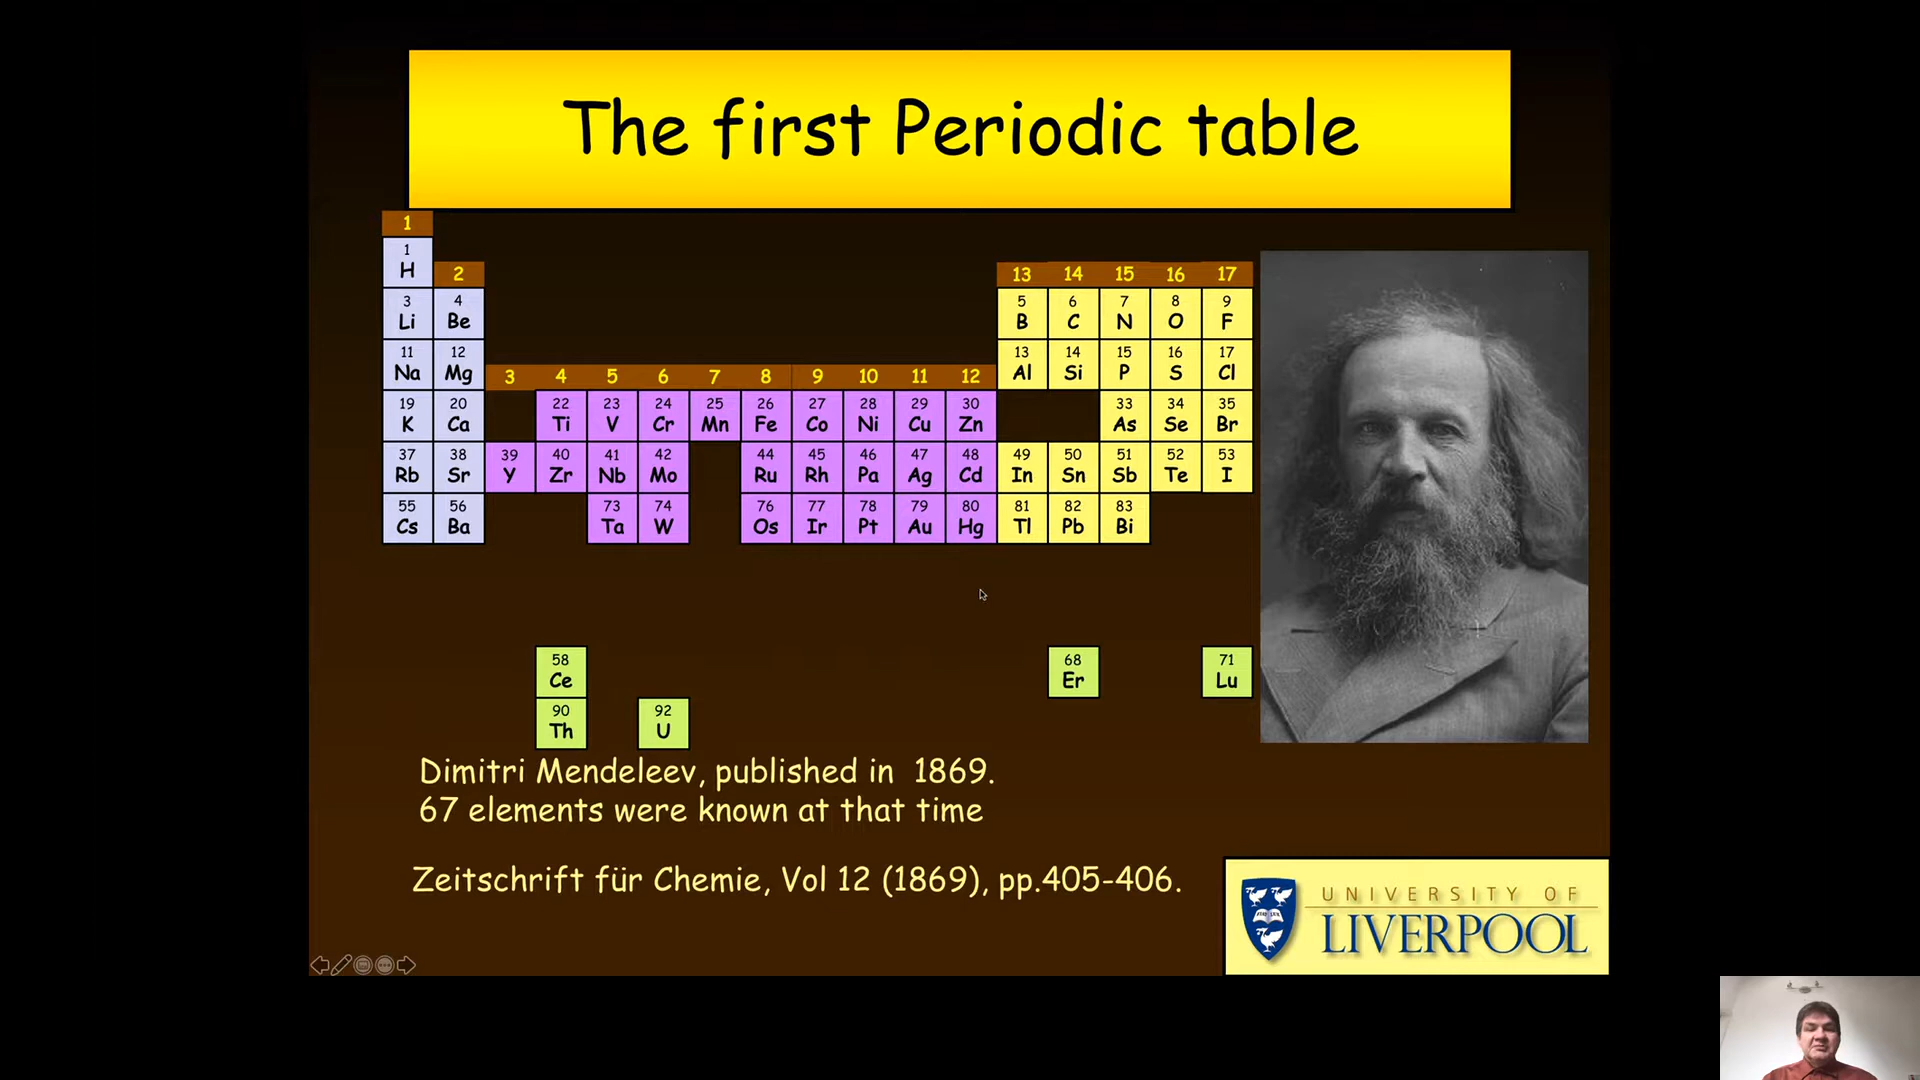 The first Periodic table
1
1
H
2
13 14 15 16 17
3 4 5 6 7 8 9
Li Be B C N O F
11 12 13 14 15 16 17
Na Mg Al Si P S Cl
3 4 5 6 7 8 9 10 11 12
19 20 22 23 24 25 26 27 28 29 30 33 34 35
K Ca Ti V Cr Mn Fe Co Ni Cu Zn As Se Br
37 38 39 40 41 42 44 45 46 47 48 49 50 51 52 53
Rb Sr Y Zr Nb Mo Ru Rh Pa Ag Cd In Sn Sb Te I
55 56 73 74 76 77 78 79 80 81 82 83
Cs Ba Ta W Os Ir Pt Au Hg Tl Pb Bi
58 68 71
Ce Er Lu
90 92
Th U
Dimitri Mendeleev, published in 1869.
67 elements were known at that time
Zeitschrift für Chemie, Vol 12 (1869), pp.405-406.
UNIVERSITY OF
LIVERPOOL